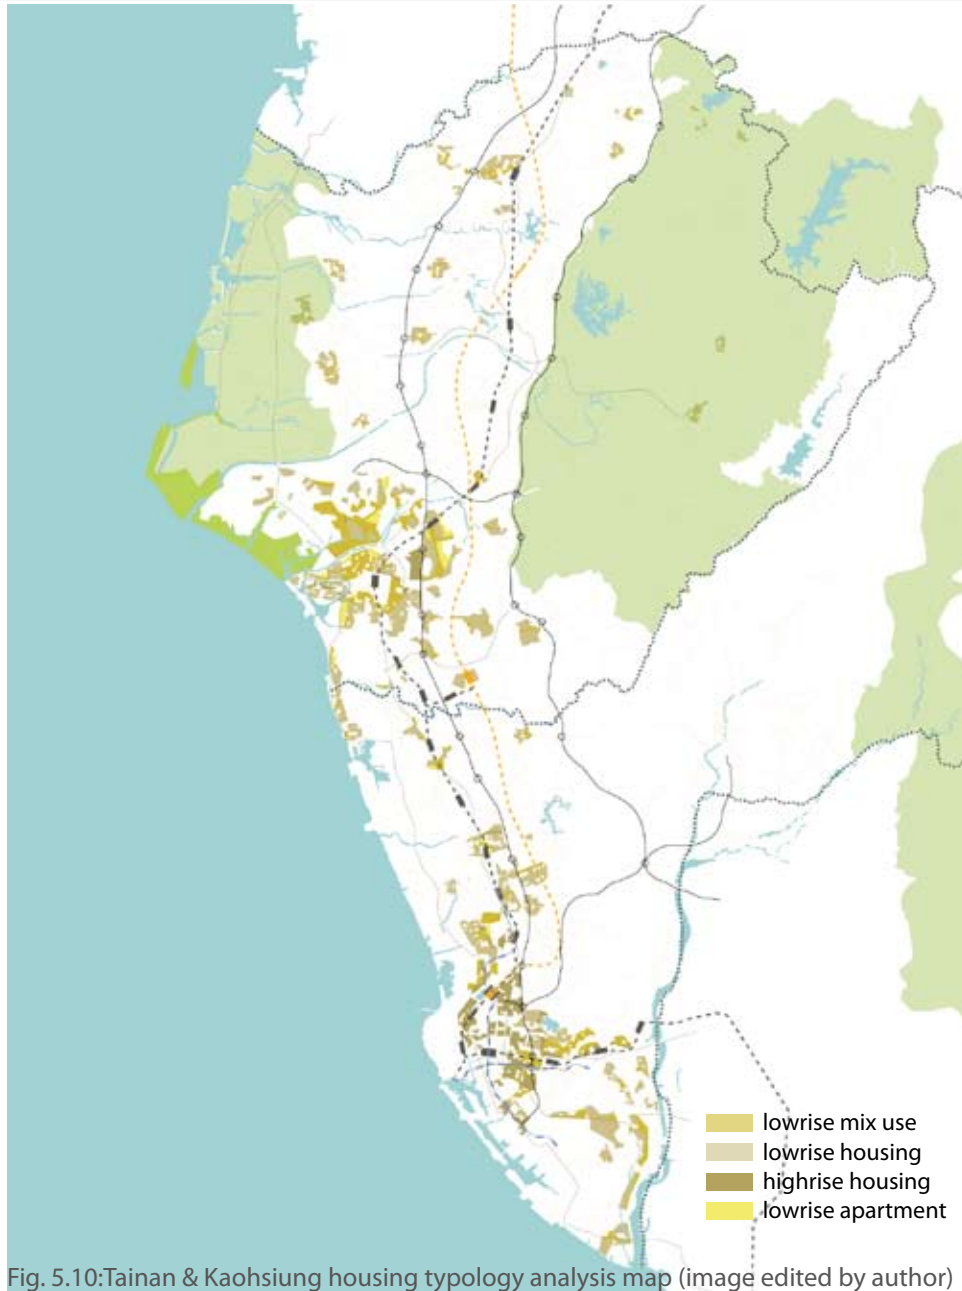 lowrise mix use
lowrise housing
highrise housing
lowrise apartment
Fig. 5.10:Tainan & Kaohsiung housing typology analysis map (image edited by author)